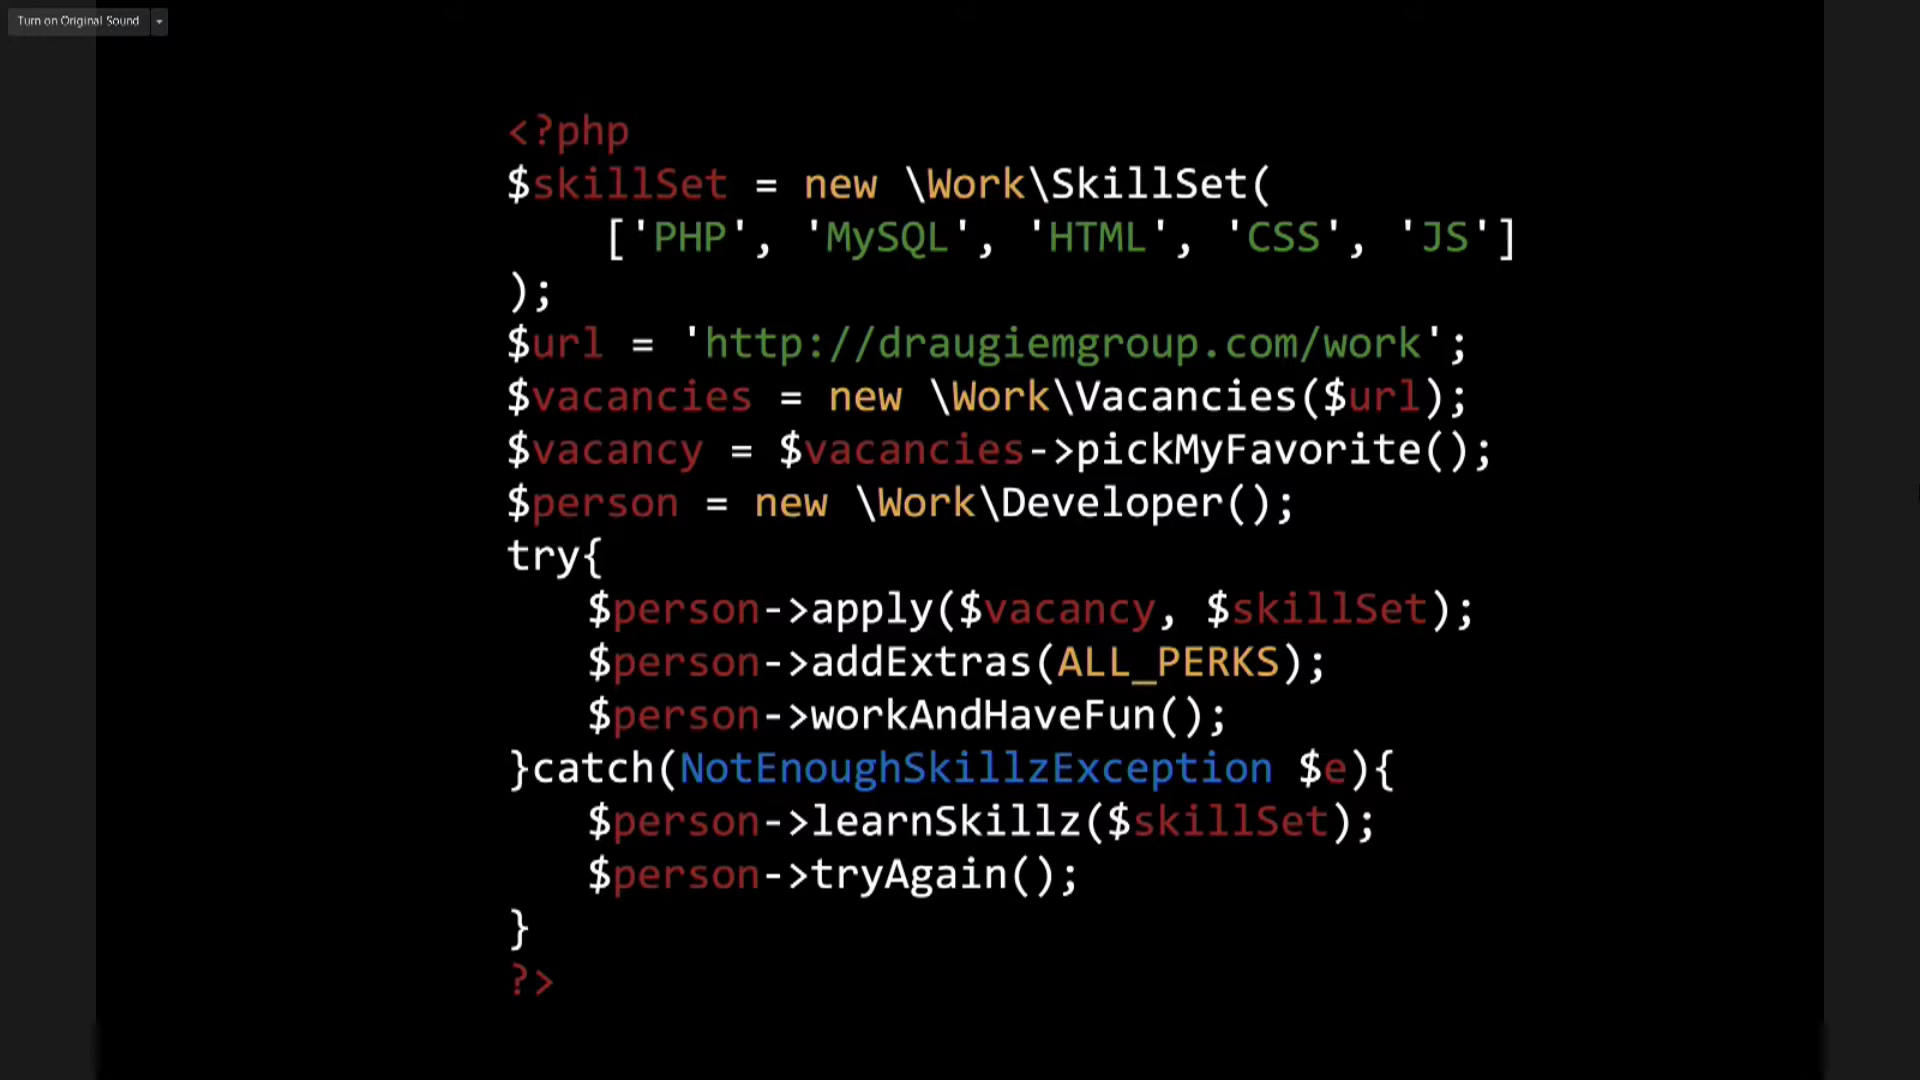 Turn on Original Sound
<?php
$skillSet = new \Work\SkillSet(
['PHP', 'MySQL', 'HTML', 'CSS', 'JS']
);
$url = 'http://draugiemgroup.com/work';
$vacancies = new \Work\Vacancies($url);
$vacancy = $vacancies->pickMyFavorite();
$person = new \Work\Developer();
try{
$person->apply($vacancy, $skillSet);
$person->addExtras(ALL_PERKS);
$person->workAndHaveFun();
}catch(NotEnoughSkillzException $e){
$person->learnSkillz($skillSet);
$person->tryAgain();
}
?>